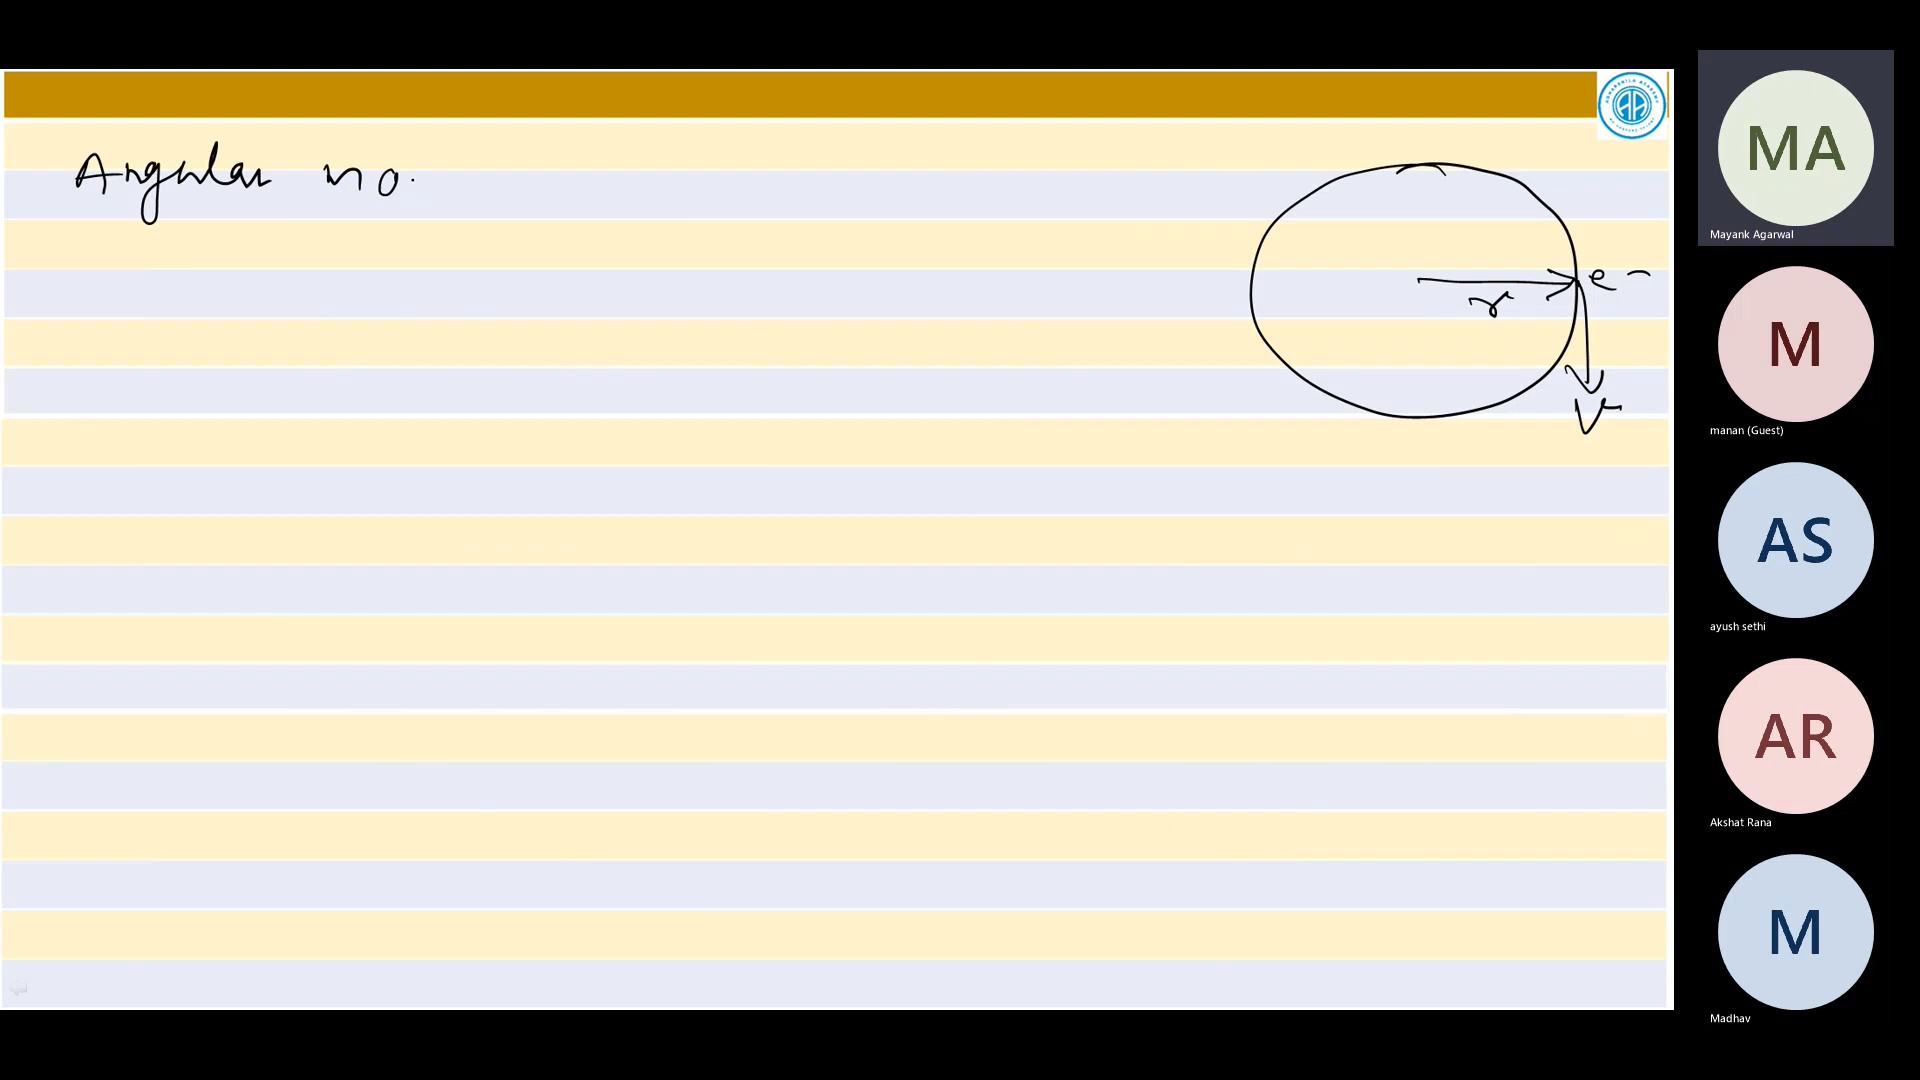 Angular mo.
r
e-
v
MA
Mayank Agarwal
M
manan (Guest)
AS
ayush sethi
AR
Akshat Rana
M
Madhav